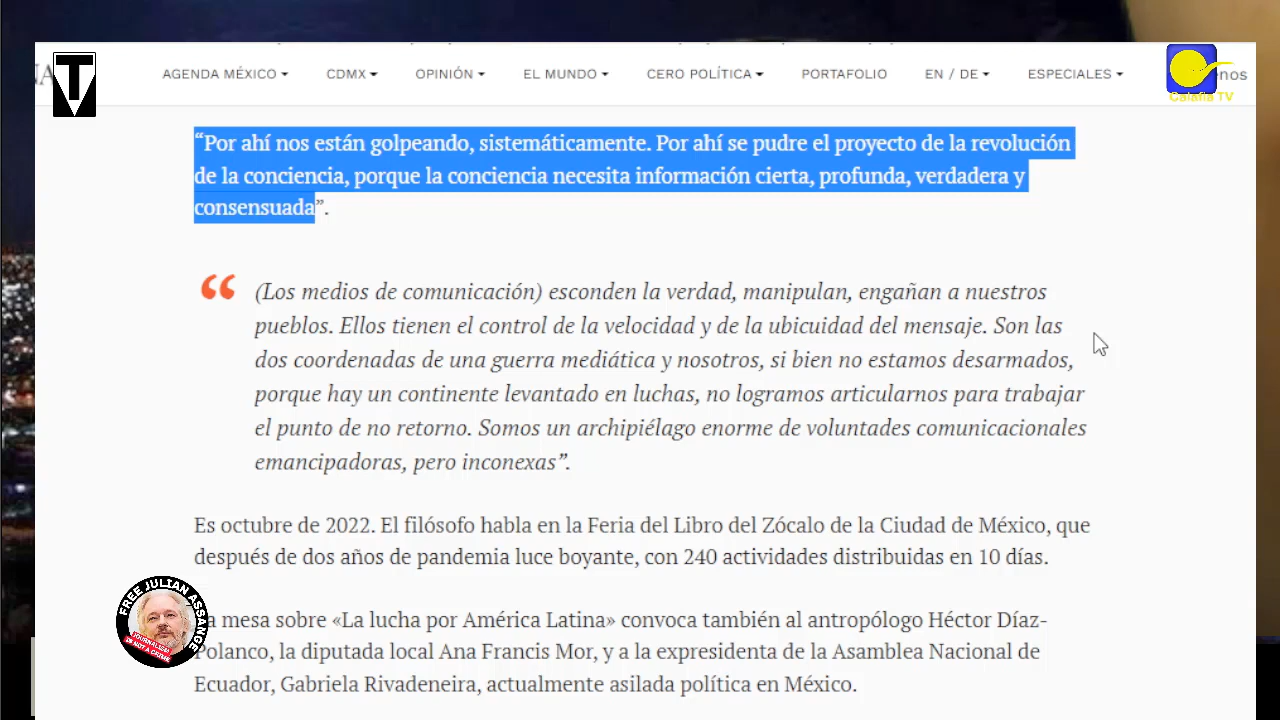 AGENDA MÉXICO CDMX OPINIÓN EL MUNDO CERO POLÍTICA PORTAFOLIO EN / DE ESPECIALES
TV
Calafia TV
“Por ahí nos están golpeando, sistemáticamente. Por ahí se pudre el proyecto de la revolución
de la conciencia, porque la conciencia necesita información cierta, profunda, verdadera y
consensuada”.
“ (Los medios de comunicación) esconden la verdad, manipulan, engañan a nuestros
pueblos. Ellos tienen el control de la velocidad y de la ubicuidad del mensaje. Son las
dos coordenadas de una guerra mediática y nosotros, si bien no estamos desarmados,
porque hay un continente levantado en luchas, no logramos articularnos para trabajar
el punto de no retorno. Somos un archipiélago enorme de voluntades comunicacionales
emancipadoras, pero inconexas”.
Es octubre de 2022. El filósofo habla en la Feria del Libro del Zócalo de la Ciudad de México, que
después de dos años de pandemia luce boyante, con 240 actividades distribuidas en 10 días.
mesa sobre «La lucha por América Latina» convoca también al antropólogo Héctor Díaz-
Polanco, la diputada local Ana Francis Mor, y a la expresidenta de la Asamblea Nacional de
Ecuador, Gabriela Rivadeneira, actualmente asilada política en México.
FREE JULIAN ASSANGE
JOURNALISM
IS NOT A CRIME